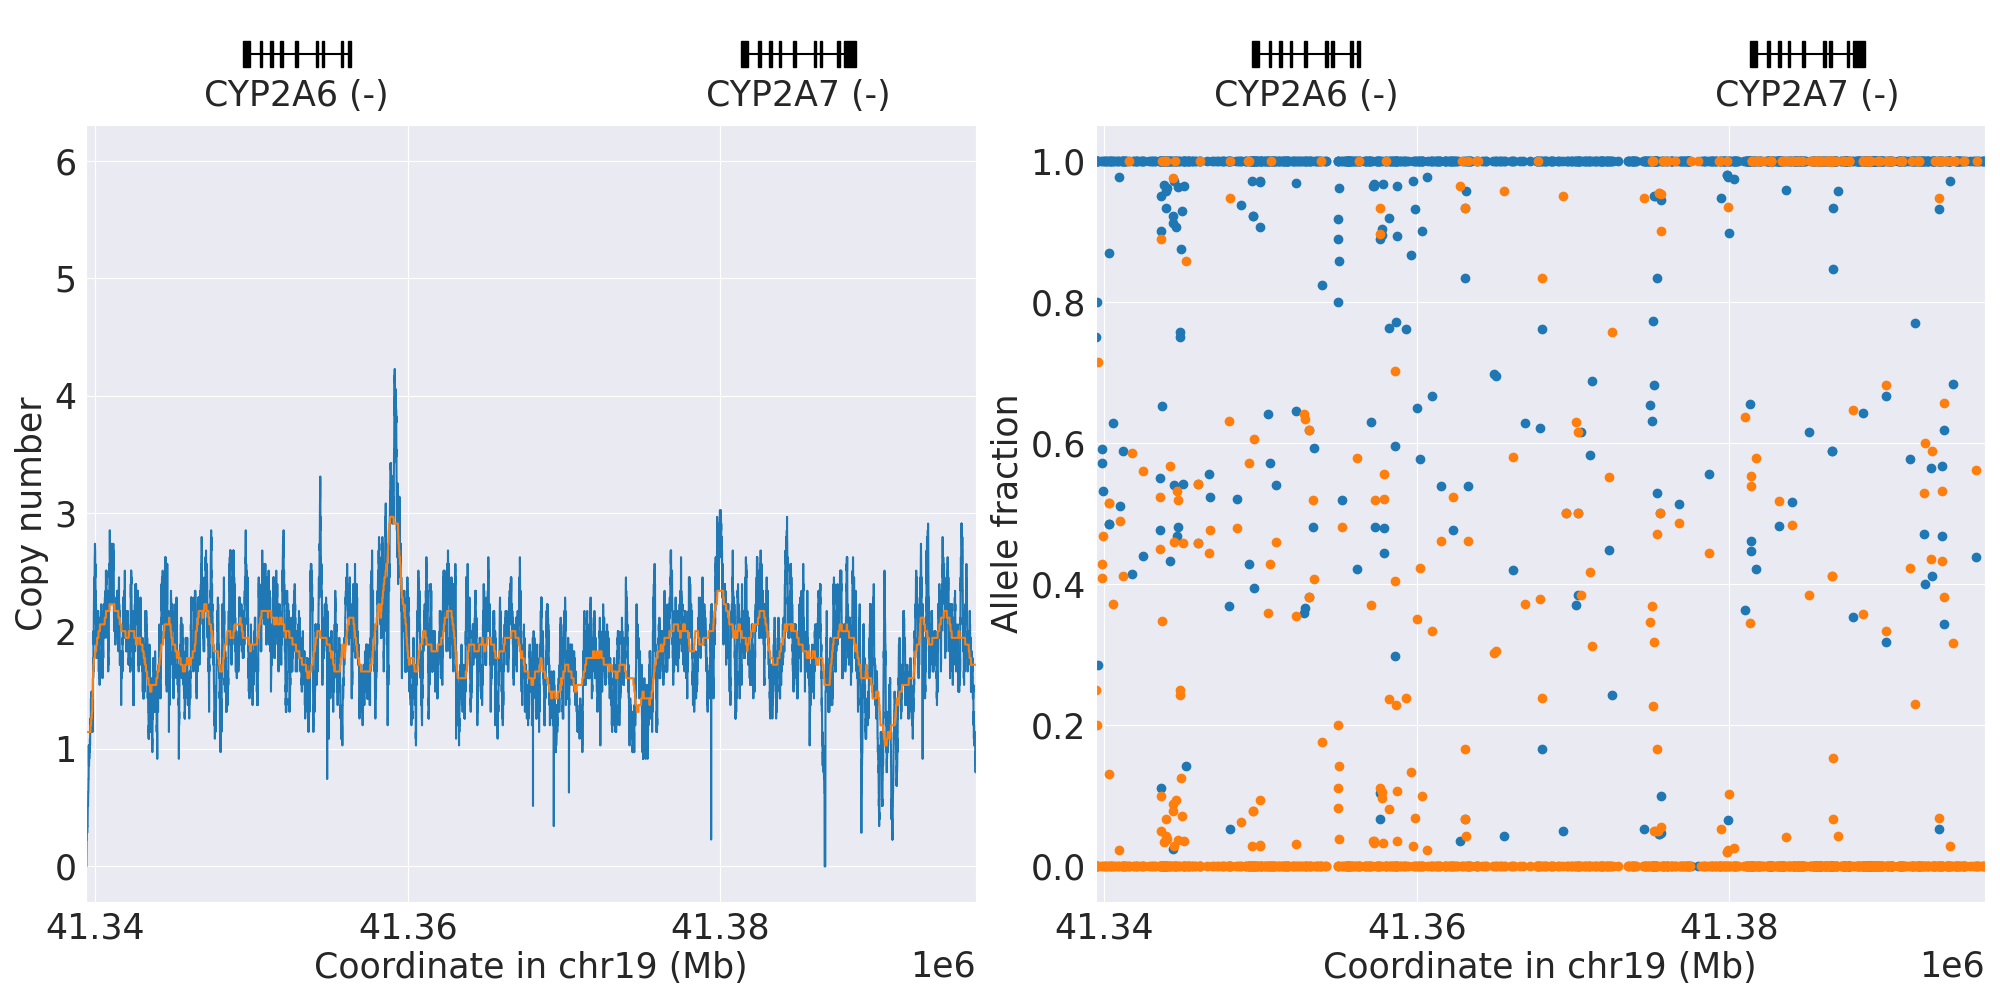 CYP2A6 (-) CYP2A7 (-)
6
5
4
3
2
1
0
Copy number
41.34 41.36 41.38
Coordinate in chr19 (Mb)
1e6
CYP2A6 (-) CYP2A7 (-)
1.0
0.8
0.6
0.4
0.2
0.0
Allele fraction
41.34 41.36 41.38
Coordinate in chr19 (Mb)
1e6